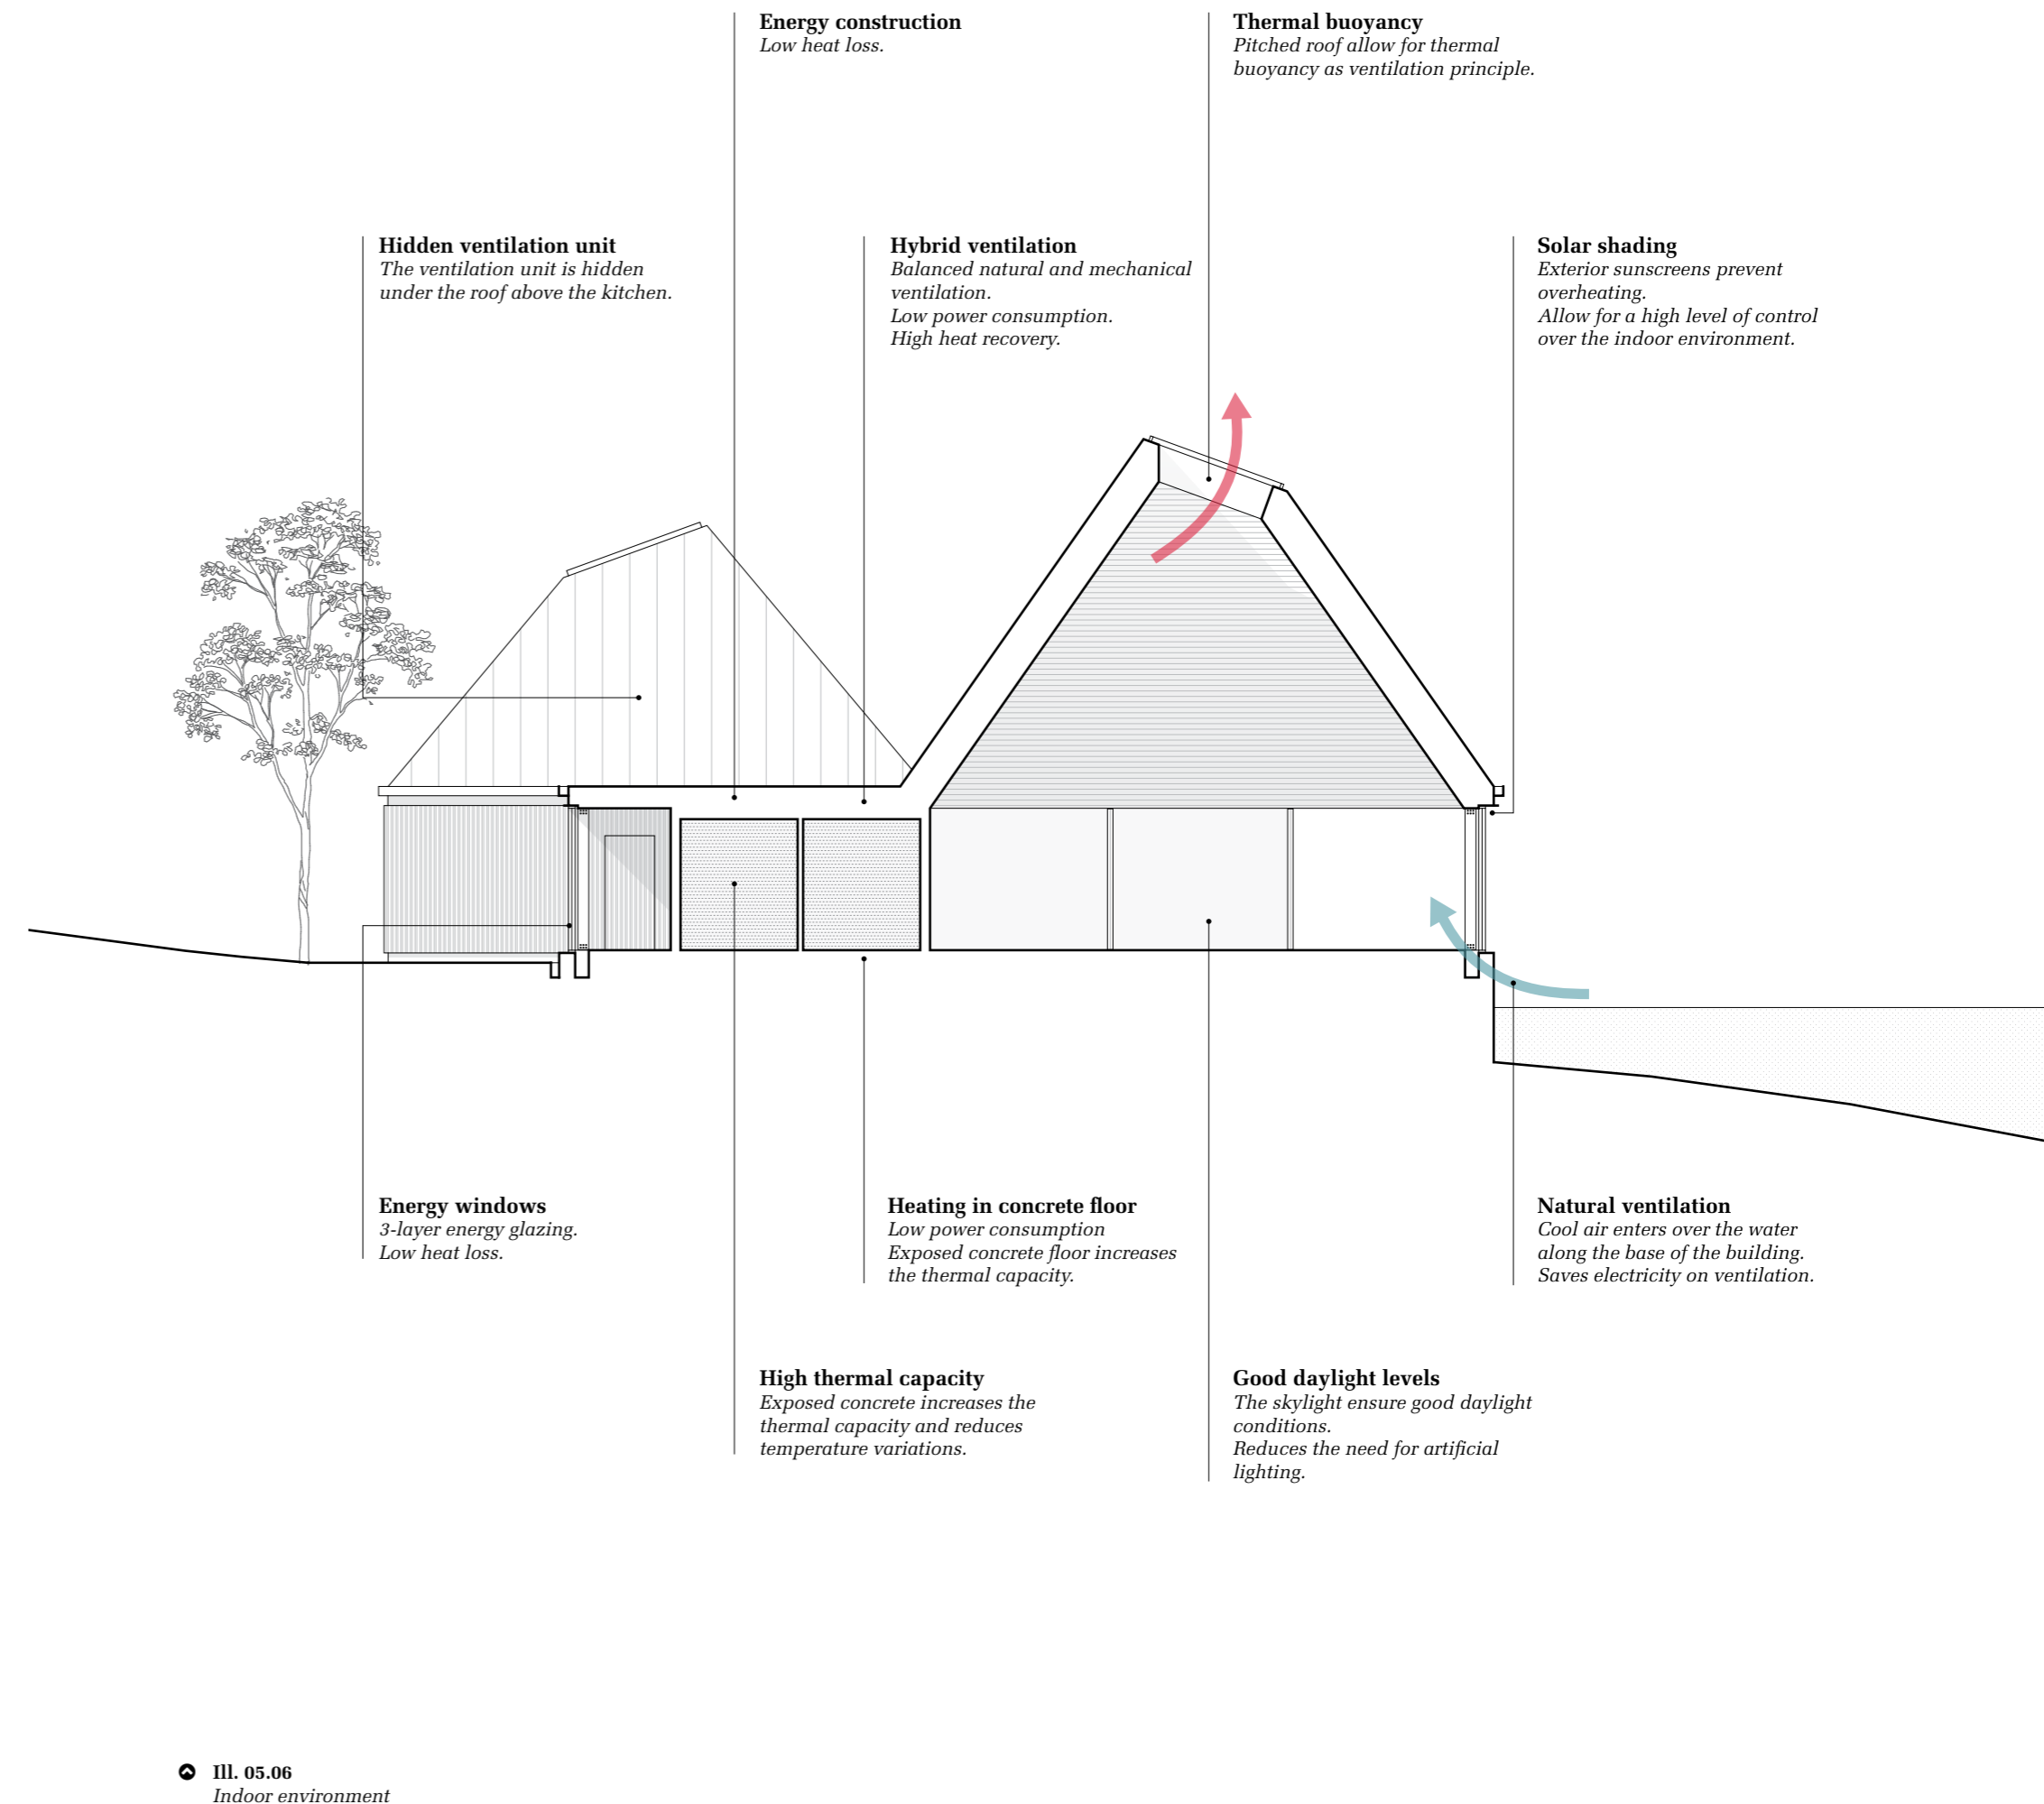 Energy construction
Low heat loss.
Thermal buoyancy
Pitched roof allow for thermal
buoyancy as ventilation principle.
Hidden ventilation unit
The ventilation unit is hidden
under the roof above the kitchen.
Hybrid ventilation
Balanced natural and mechanical
ventilation.
Low power consumption.
High heat recovery.
Solar shading
Exterior sunscreens prevent
overheating.
Allow for a high level of control
over the indoor environment.
Energy windows
3-layer energy glazing.
Low heat loss.
Heating in concrete floor
Low power consumption
Exposed concrete floor increases
the thermal capacity.
Natural ventilation
Cool air enters over the water
along the base of the building.
Saves electricity on ventilation.
High thermal capacity
Exposed concrete increases the
thermal capacity and reduces
temperature variations.
Good daylight levels
The skylight ensure good daylight
conditions.
Reduces the need for artificial
lighting.
Ill. 05.06
Indoor environment